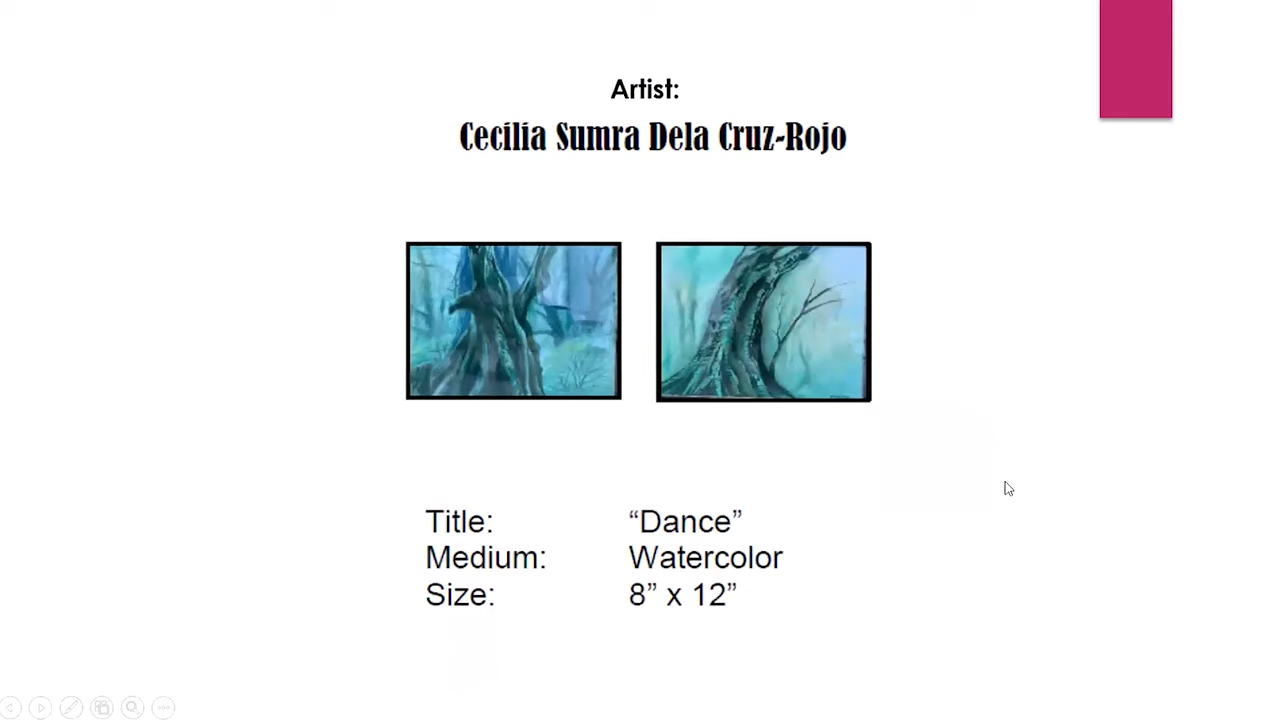 Artist:
Cecilia Sumra Dela Cruz-Rojo
Title: “Dance”
Medium: Watercolor
Size: 8” x 12”